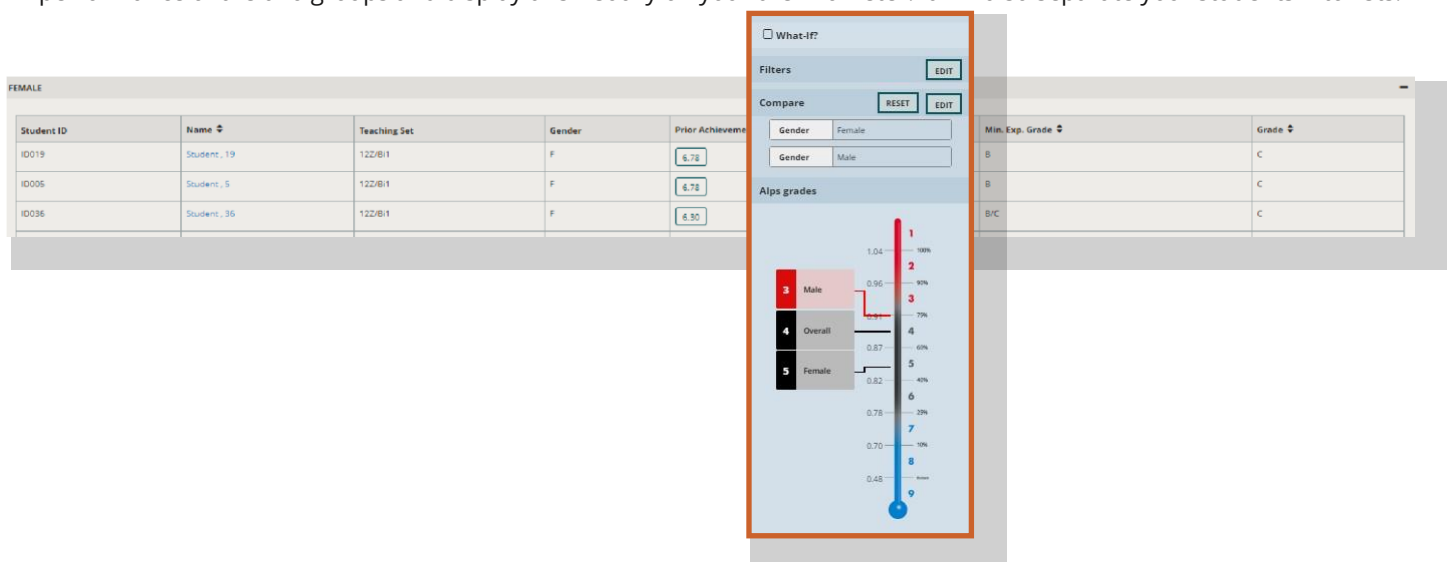 What-If?
Filters EDIT
Compare RESET EDIT
Gender Female
Gender Male
Alps grades
1
1.04 100%
2
0.96 90%
3 Male
3
0.91 75%
4 Overall
4
0.87 60%
5
5 Female
0.82 40%
6
0.78 25%
7
0.70 10%
8
0.48
9
FEMALE
Student ID Name Teaching Set Gender Prior Achieveme Min. Exp. Grade Grade
ID019 Student , 19 12Z/Bi1 F 6.78 B C
ID005 Student , 5 12Z/Bi1 F 6.78 B C
ID036 Student , 36 12Z/Bi1 F 6.30 B/C C